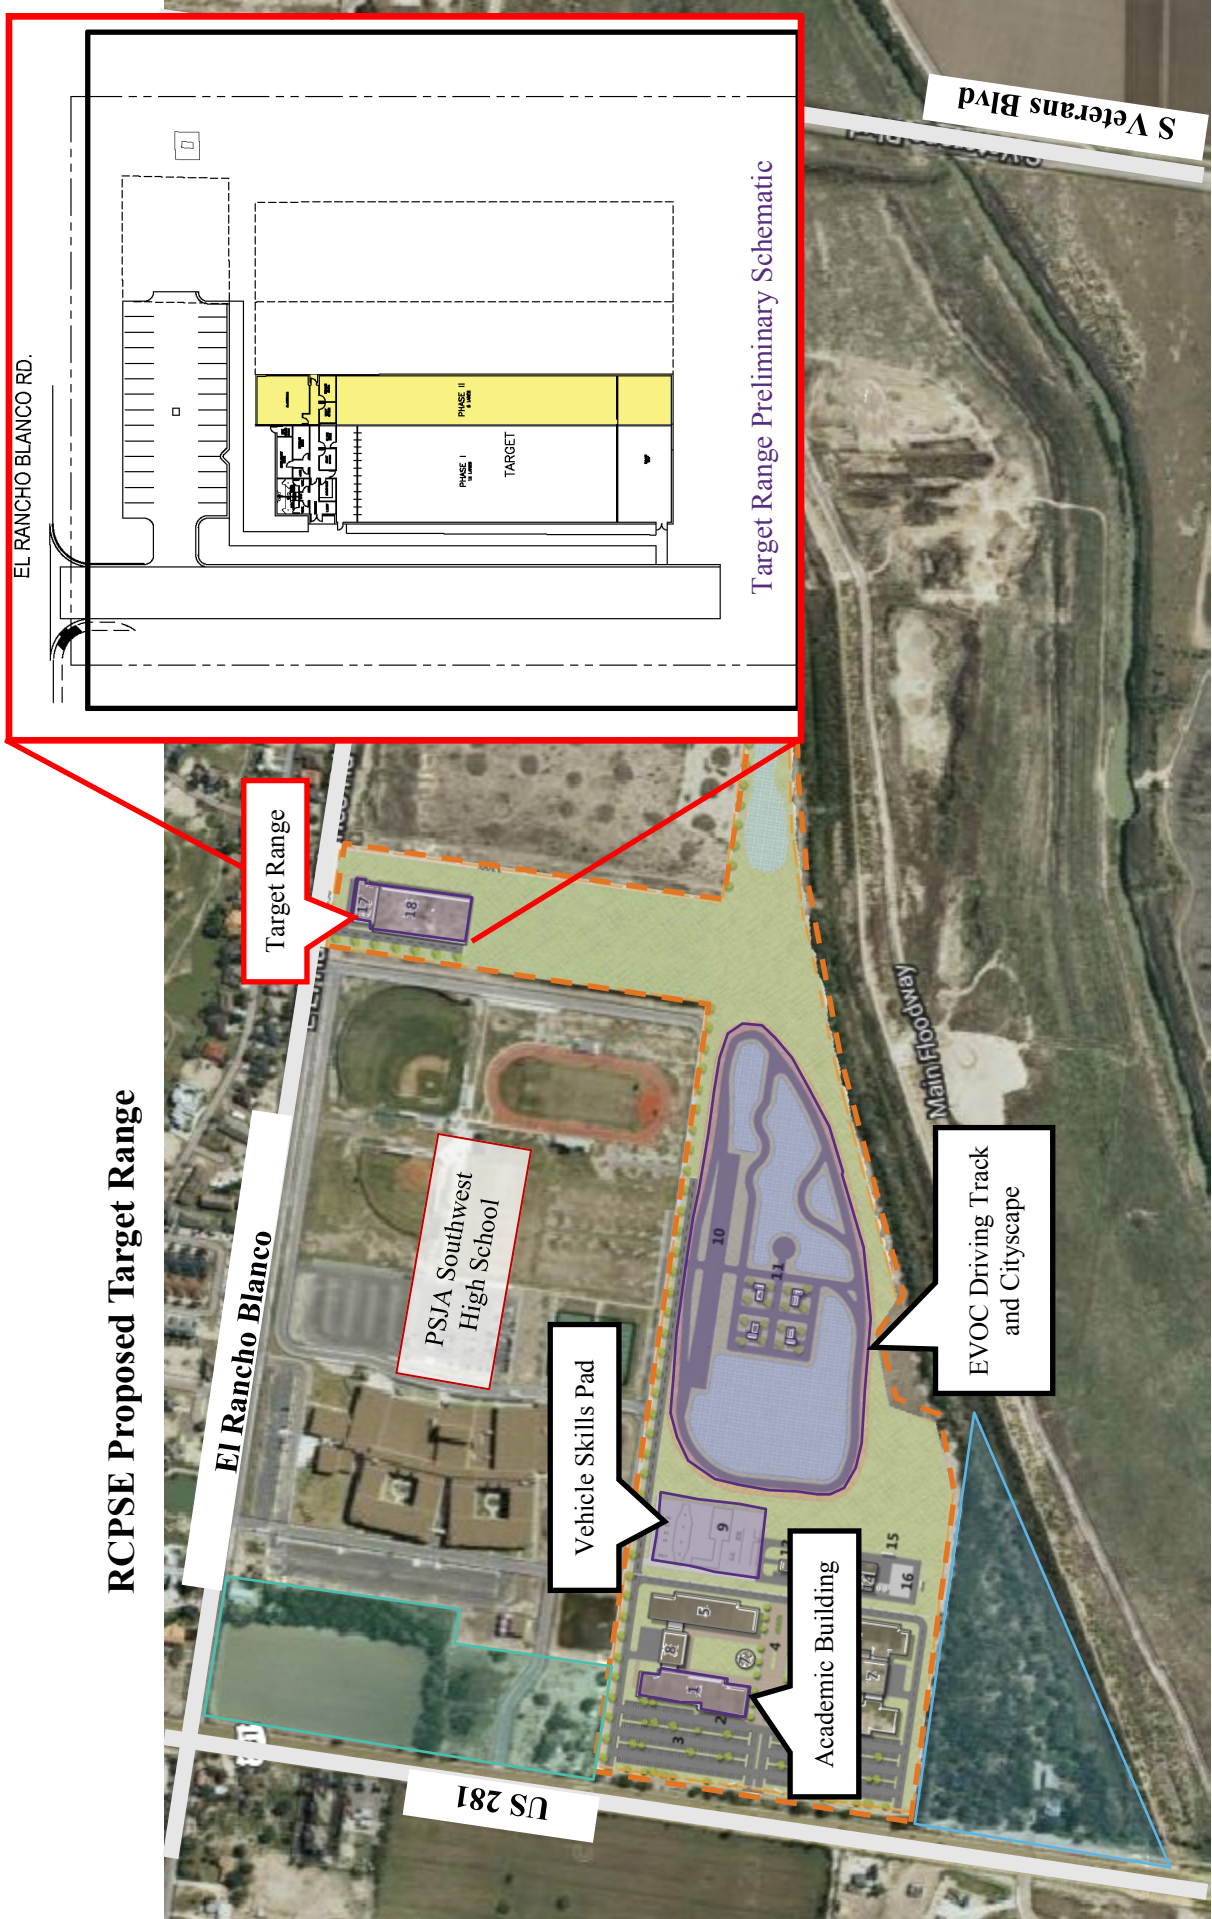 RCPSE Proposed Target Range
EL RANCHO BLANCO RD.
PHASE I
TARGET
PHASE II
Target Range Preliminary Schematic
S Veterans Blvd
El Rancho Blanco
Target Range
17
18
PSJA Southwest
High School
Main Floodway
Vehicle Skills Pad
EVOC Driving Track
and Cityscape
Academic Building
US 281
10
11
9
5
8
1
2
3
4
7
15
16